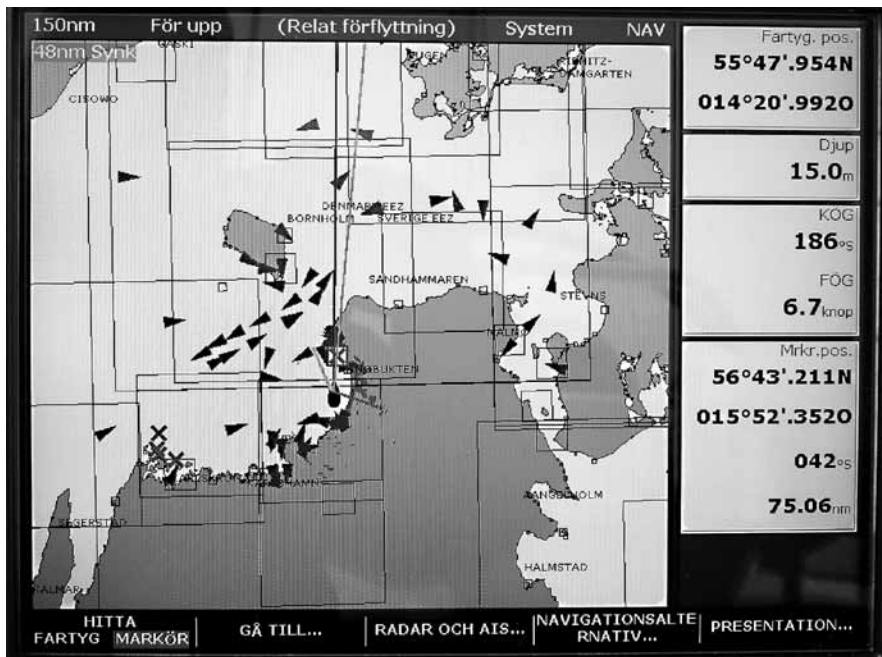 150nm För upp (Relat förflyttning) System NAV
48nm Synk
GASKI
CISOWO
RIBNITZ-
DAMGARTEN
DENMARK EEZ
BORNHOLM SVERIGE EEZ
SANDHAMMAREN
STEVNS
MALMÖ
HANÖBUKTEN
SEGERSTAD
KALMAR
HALMSTAD
Fartyg. pos.
55°47'.954N
014°20'.992O
Djup
15.0m
KÖG
186°S
FÖG
6.7knop
Mrkr.pos.
56°43'.211N
015°52'.352O
042°S
75.06nm
HITTA
FARTYG MARKÖR
GÅ TILL...
RADAR OCH AIS...
NAVIGATIONSALTE
RNATIV...
PRESENTATION...